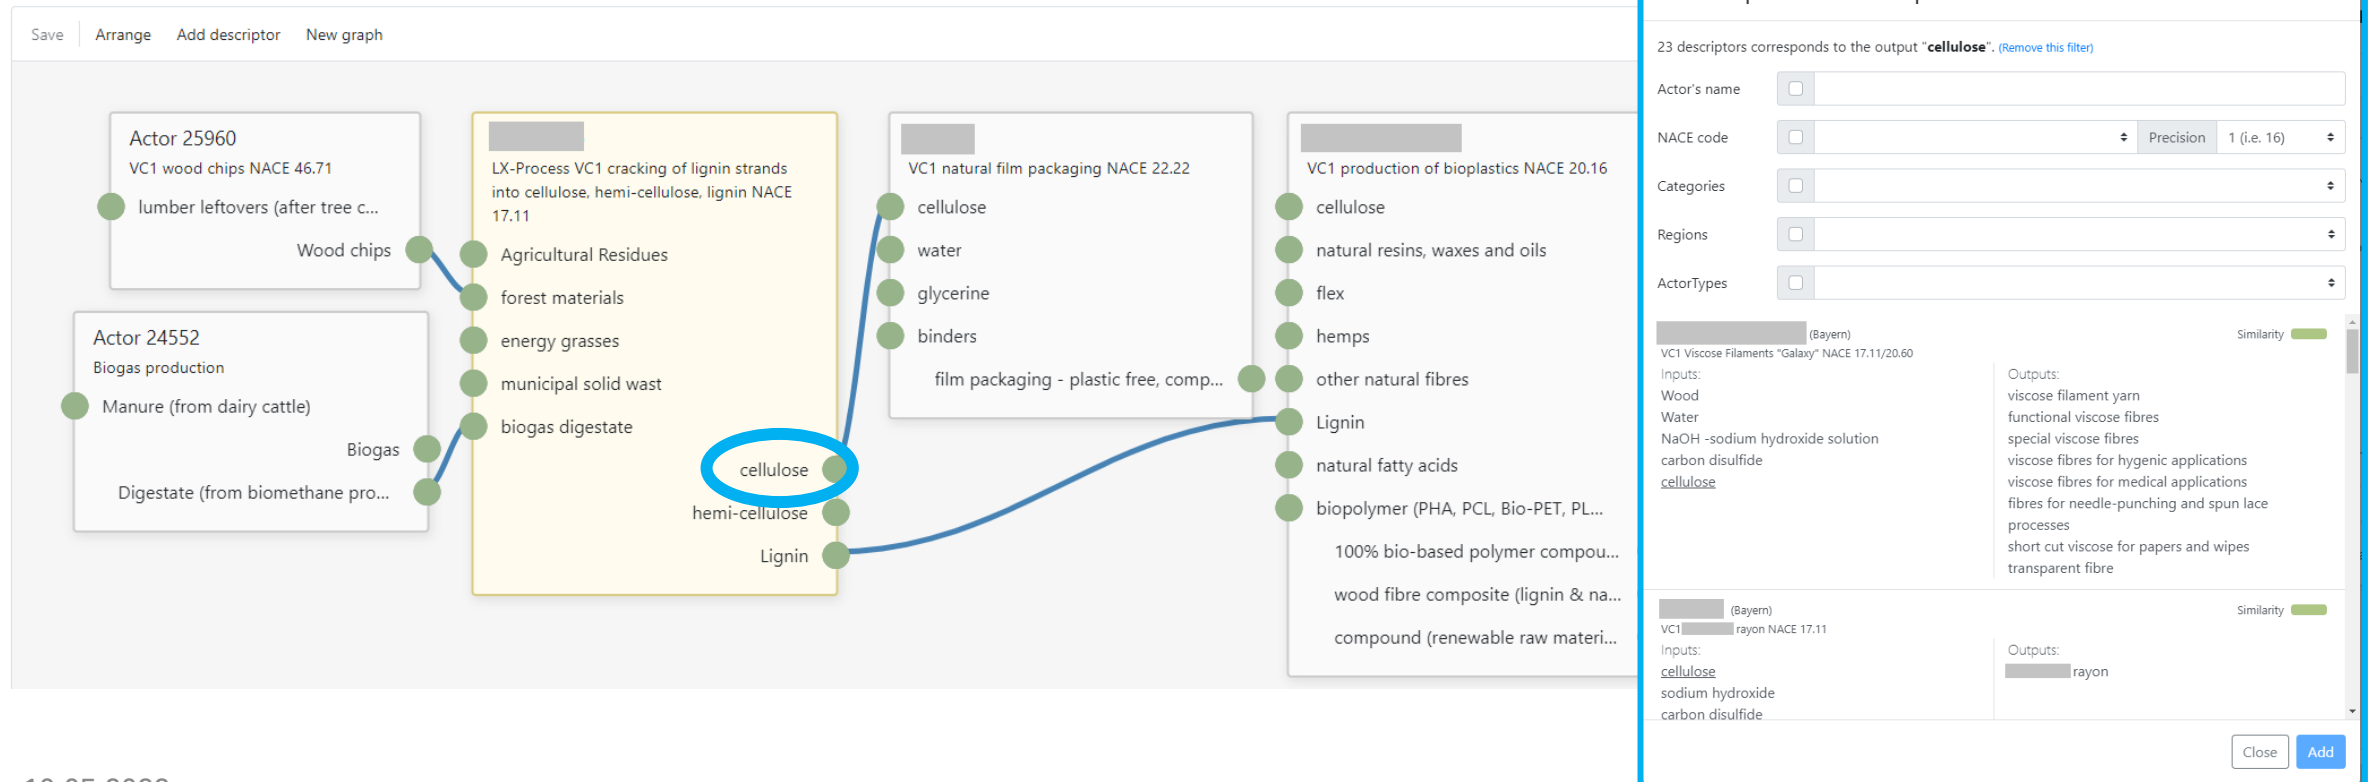 Save
Arrange
Add descriptor
New graph
Actor 25960
VC1 wood chips NACE 46.71
lumber leftovers (after tree c...
Wood chips
Actor 24552
Biogas production
Manure (from dairy cattle)
Biogas
Digestate (from biomethane pro...
LX-Process VC1 cracking of lignin strands
into cellulose, hemi-cellulose, lignin NACE
17.11
Agricultural Residues
forest materials
energy grasses
municipal solid wast
biogas digestate
cellulose
hemi-cellulose
Lignin
VC1 natural film packaging NACE 22.22
cellulose
water
glycerine
binders
film packaging - plastic free, comp...
VC1 production of bioplastics NACE 20.16
cellulose
natural resins, waxes and oils
flex
hemps
other natural fibres
Lignin
natural fatty acids
biopolymer (PHA, PCL, Bio-PET, PL...
100% bio-based polymer compou...
wood fibre composite (lignin & na...
compound (renewable raw materi...
23 descriptors corresponds to the output "cellulose". (Remove this filter)
Actor's name
NACE code
Precision
1 (i.e. 16)
Categories
Regions
ActorTypes
(Bayern)
Similarity
VC1 Viscose Filaments "Galaxy" NACE 17.11/20.60
Inputs:
Wood
Water
NaOH -sodium hydroxide solution
carbon disulfide
cellulose
Outputs:
viscose filament yarn
functional viscose fibres
special viscose fibres
viscose fibres for hygenic applications
viscose fibres for medical applications
fibres for needle-punching and spun lace
processes
short cut viscose for papers and wipes
transparent fibre
(Bayern)
Similarity
VC1 rayon NACE 17.11
Inputs:
cellulose
sodium hydroxide
carbon disulfide
Outputs:
rayon
Close
Add